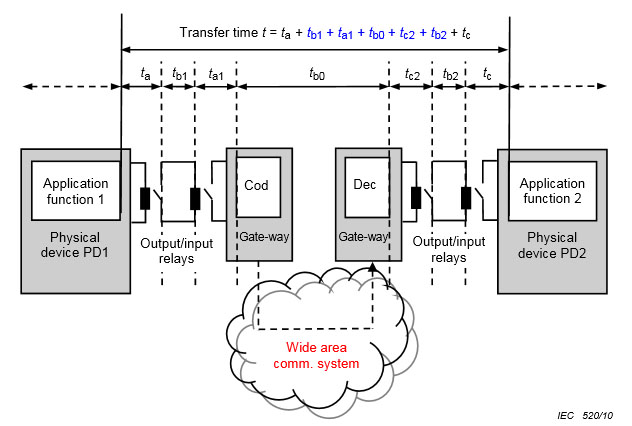 Transfer time t = ta + tb1 + ta1 + tb0 + tc2 + tb2 + tc
ta tb1 ta1 tb0 tc2 tb2 tc
Application
function 1
Physical
device PD1
Output/input
relays
Cod
Gate-way
Dec
Gate-way
Output/input
relays
Application
function 2
Physical
device PD2
Wide area
comm. system
IEC 520/10